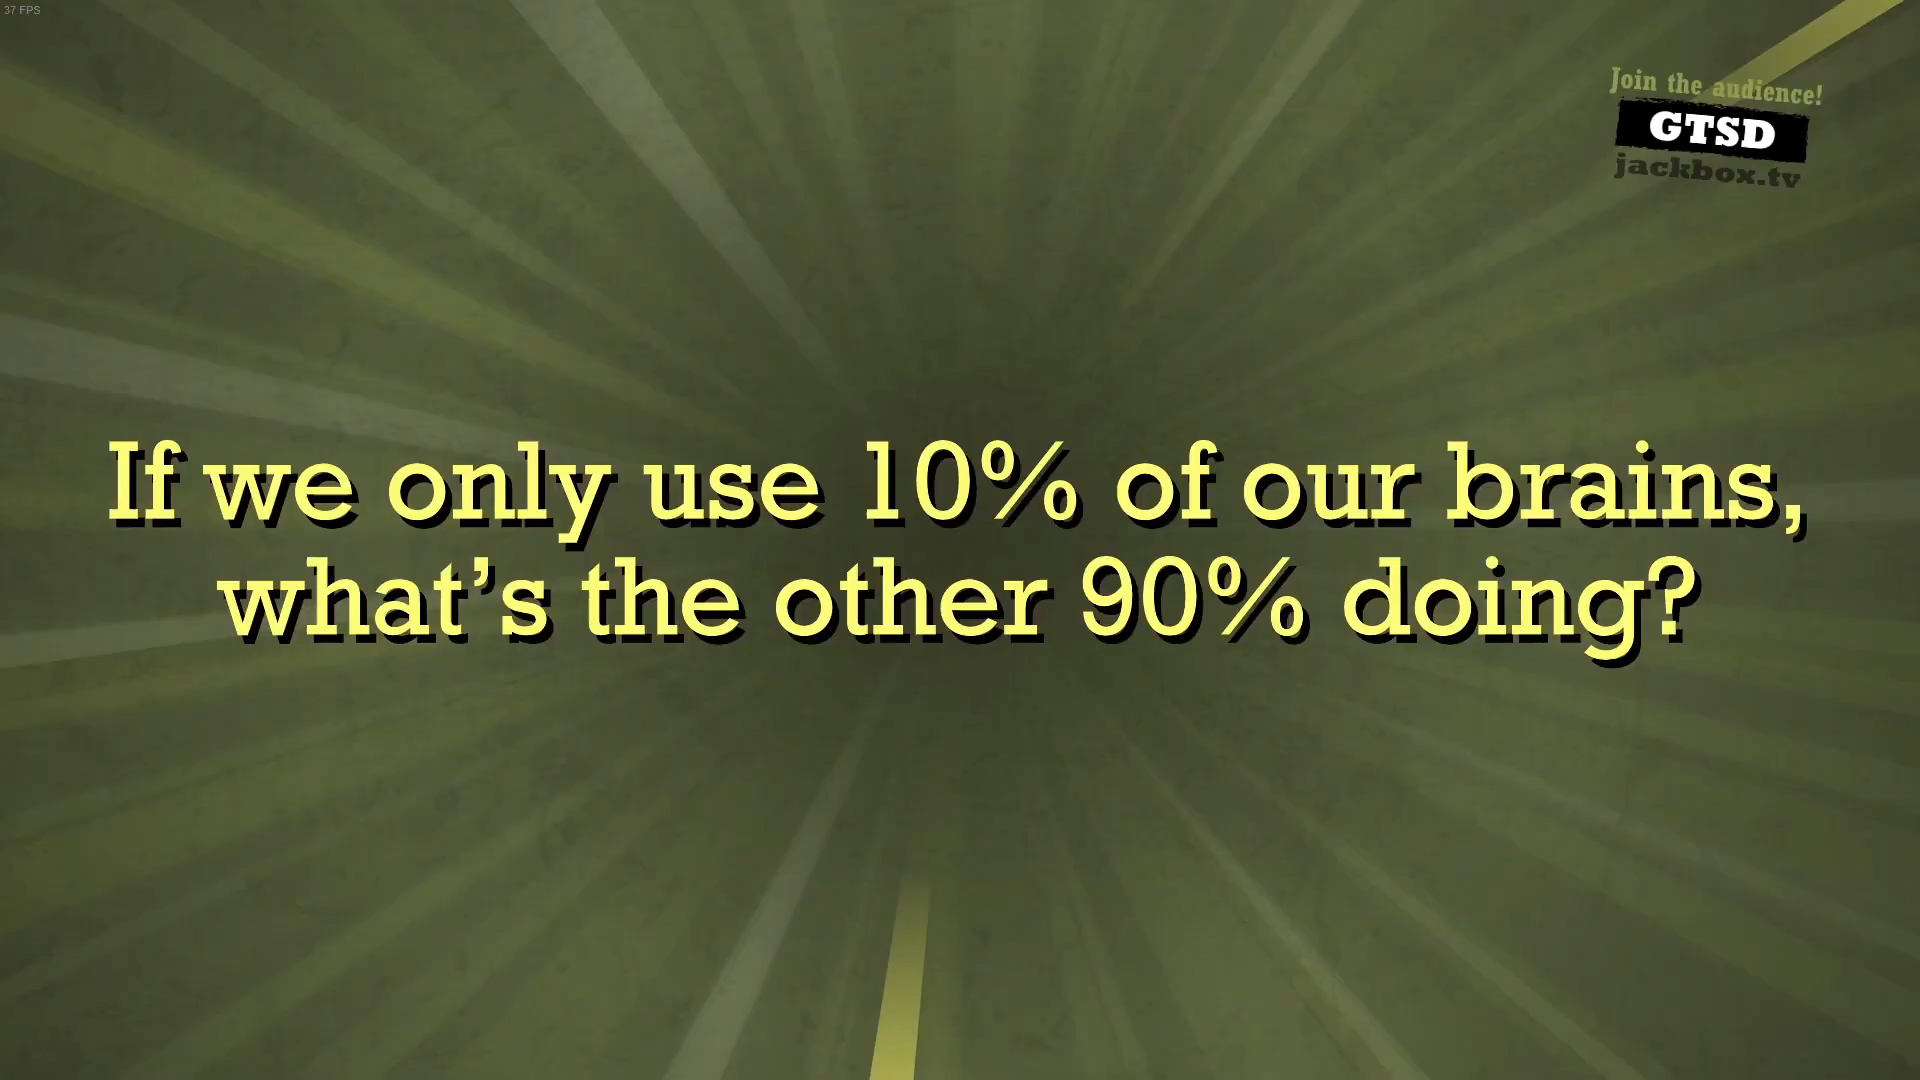 37 FPS
Join the audience!
GTSD
jackbox.tv
If we only use 10% of our brains,
what’s the other 90% doing?